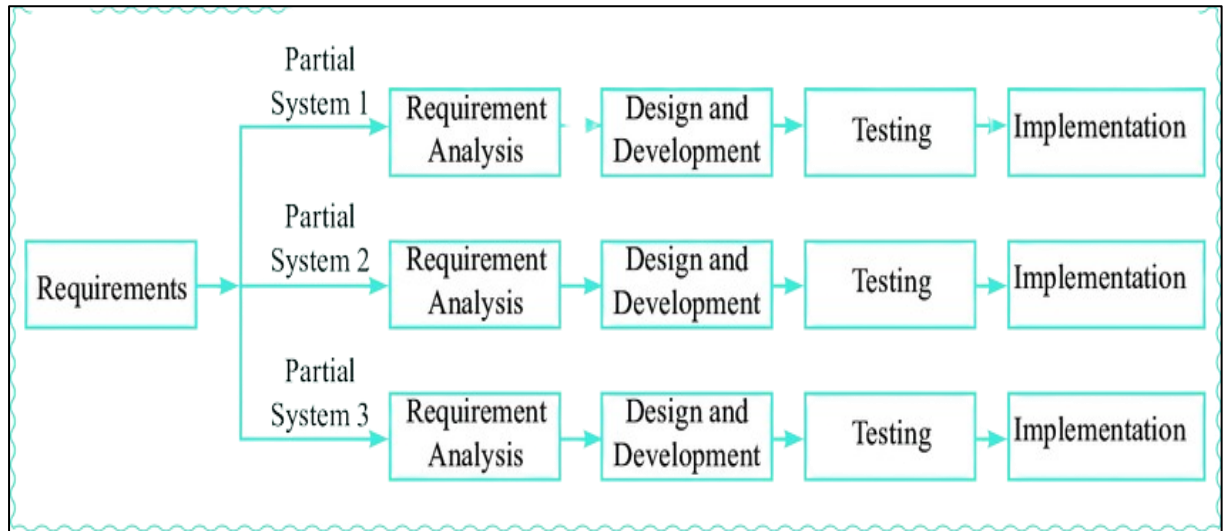 Partial
System 1
Requirement
Analysis
Design and
Development
Testing
Implementation
Requirements
Partial
System 2
Requirement
Analysis
Design and
Development
Testing
Implementation
Partial
System 3
Requirement
Analysis
Design and
Development
Testing
Implementation